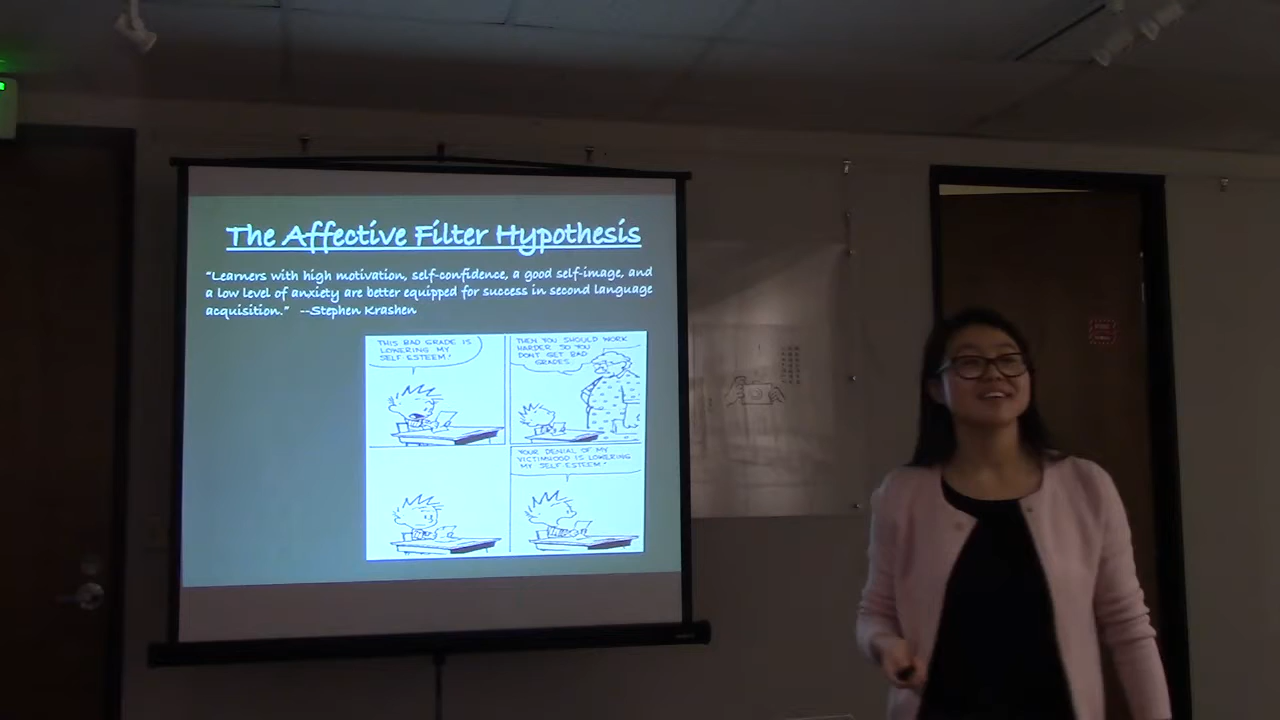 The Affective Filter Hypothesis
“Learners with high motivation, self-confidence, a good self-image, and
a low level of anxiety are better equipped for success in second language
acquisition.” --Stephen Krashen
THIS BAD GRADE IS
LOWERING MY
SELF-ESTEEM!
THEN YOU SHOULD WORK
HARDER SO YOU
DON'T GET BAD
GRADES.
YOUR DENIAL OF MY
VICTIMHOOD IS LOWERING
MY SELF-ESTEEM!